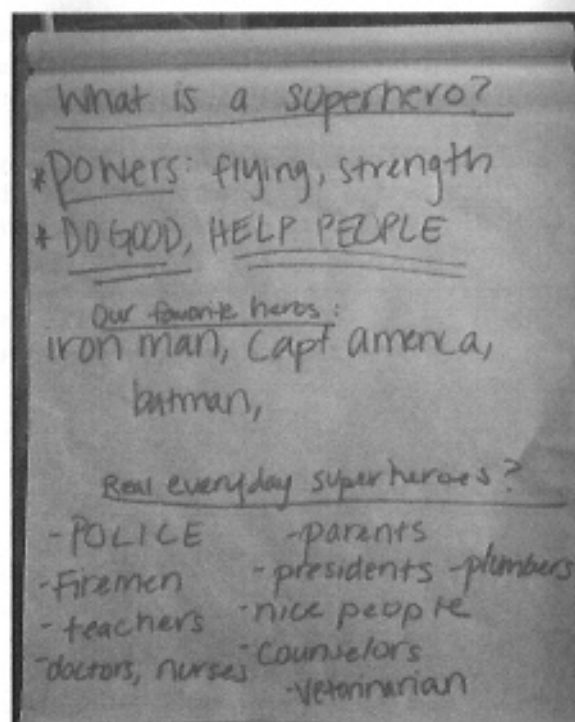 What is a superhero?
* Powers: flying, strength
* DO GOOD, HELP PEOPLE
Our favorite heros:
iron man, Capt america,
batman,
Real everyday superheroes?
- POLICE
- Firemen
- teachers
- doctors, nurses
- parents
- presidents - plumbers
- nice people
- Counselors
- Vetarinarian